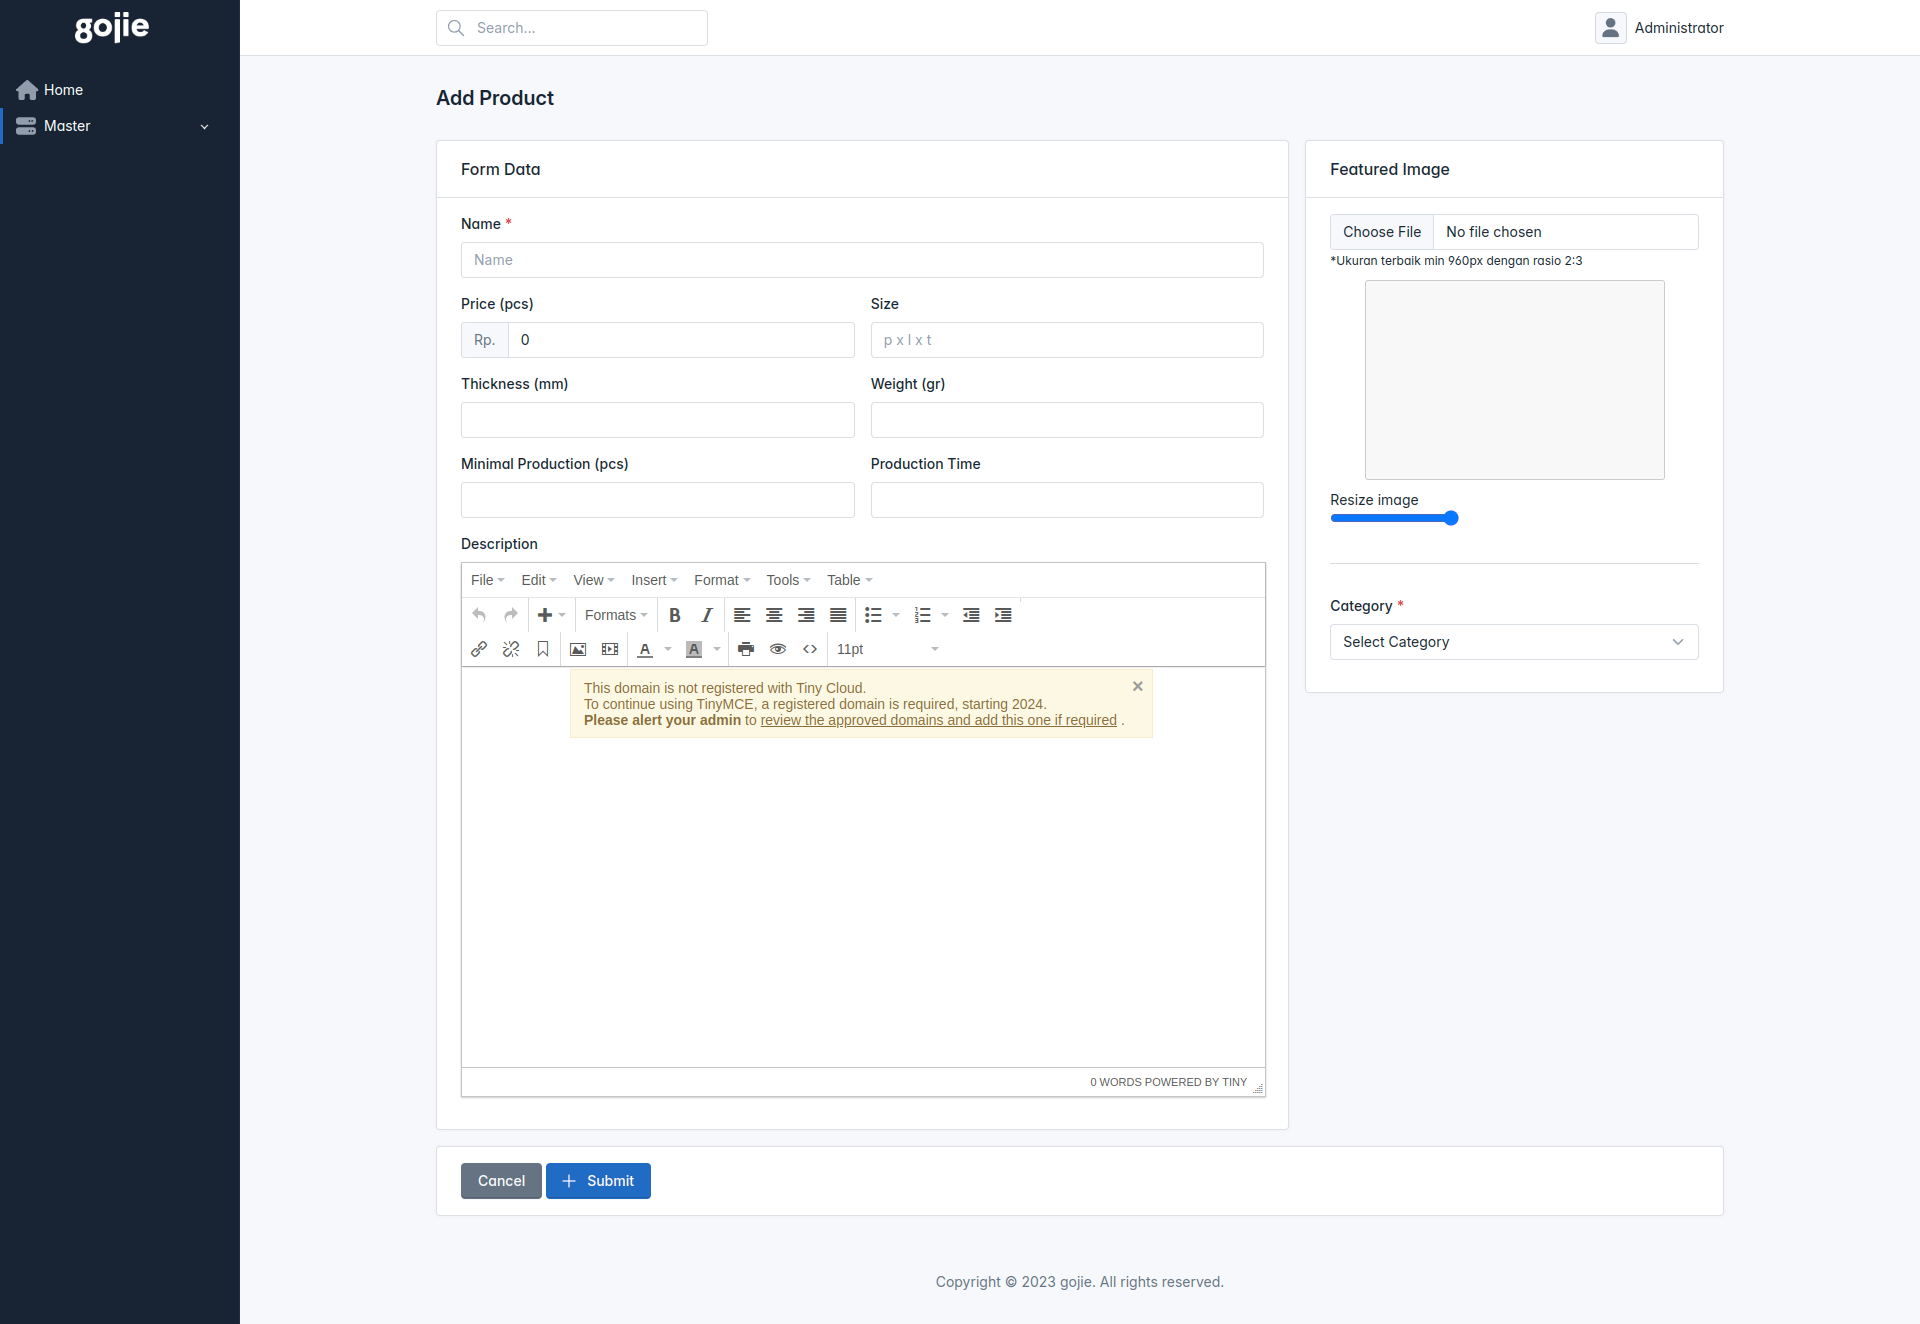 gojie
Search...
Administrator
Home
Master
Add Product
Form Data
Name *
Name
Price (pcs)
Size
Rp. 0
p x l x t
Thickness (mm)
Weight (gr)
Minimal Production (pcs)
Production Time
Description
File Edit View Insert Format Tools Table
Formats B I
A A 11pt
This domain is not registered with Tiny Cloud.
To continue using TinyMCE, a registered domain is required, starting 2024.
Please alert your admin to review the approved domains and add this one if required .
0 WORDS POWERED BY TINY
Featured Image
Choose File No file chosen
*Ukuran terbaik min 960px dengan rasio 2:3
Resize image
Category *
Select Category
Cancel
Submit
Copyright © 2023 gojie. All rights reserved.